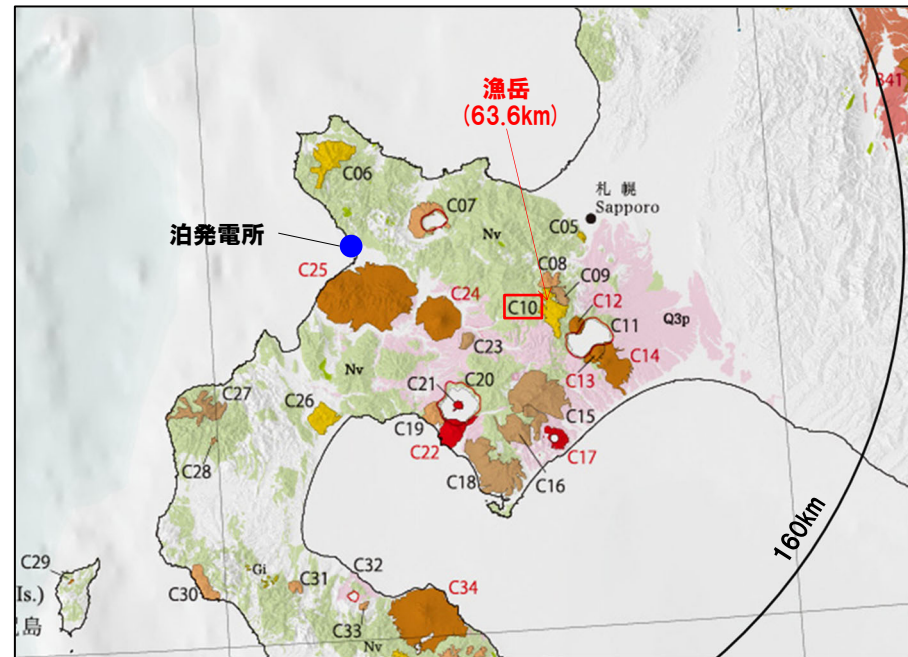 B41
漁岳
(63.6km)
C06
札幌
Sapporo
C07
C05
Nv
泊発電所
C08
C09
C25
C24
C10
C12
C11
Q3p
C23
C14
Nv
C13
C21
C20
C27
C26
C15
C19
C22
C17
C28
C16
C18
160km
C29
C32
Gi
C31
C34
Is.)
C30
島
C33
Nv